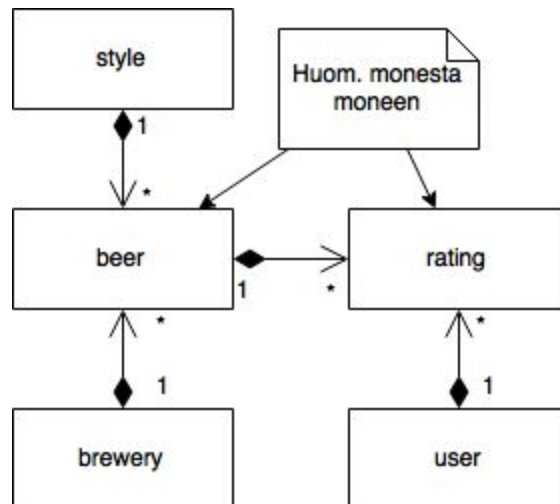 style
Huom. monesta
moneen
1
*
beer
rating
1
*
*
*
1
1
brewery
user